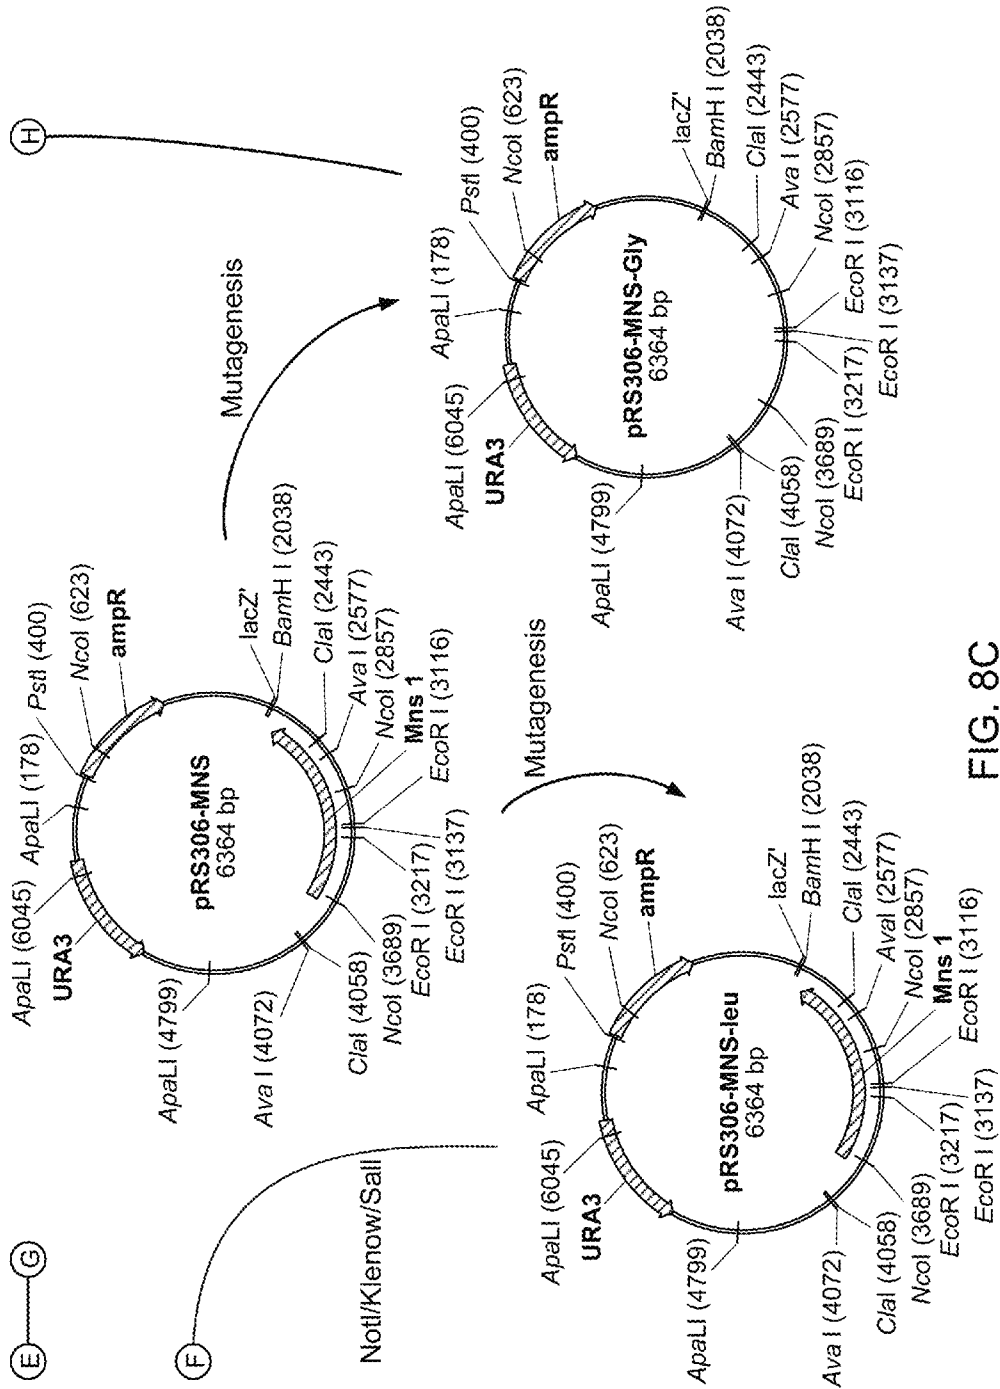 E
G
F
NotI/Klenow/SalI
H
Mutagenesis
Mutagenesis
ApaLI (6045)
URA3
ApaLI (178)
PstI (400)
NcoI (623)
ampR
pRS306-MNS
6364 bp
lacZ'
BamH I (2038)
ClaI (2443)
Ava I (2577)
NcoI (2857)
Mns 1
EcoR I (3116)
EcoR I (3137)
EcoR I (3217)
NcoI (3689)
ClaI (4058)
Ava I (4072)
ApaLI (4799)
ApaLI (6045)
URA3
ApaLI (178)
PstI (400)
NcoI (623)
ampR
pRS306-MNS-leu
6364 bp
lacZ'
BamH I (2038)
ClaI (2443)
AvaI (2577)
NcoI (2857)
Mns 1
EcoR I (3116)
EcoR I (3137)
EcoR I (3217)
NcoI (3689)
ClaI (4058)
Ava I (4072)
ApaLI (4799)
ApaLI (6045)
URA3
ApaLI (178)
PstI (400)
NcoI (623)
ampR
pRS306-MNS-Gly
6364 bp
lacZ'
BamH I (2038)
ClaI (2443)
Ava I (2577)
NcoI (2857)
EcoR I (3116)
EcoR I (3137)
EcoR I (3217)
NcoI (3689)
ClaI (4058)
Ava I (4072)
ApaLI (4799)
FIG. 8C